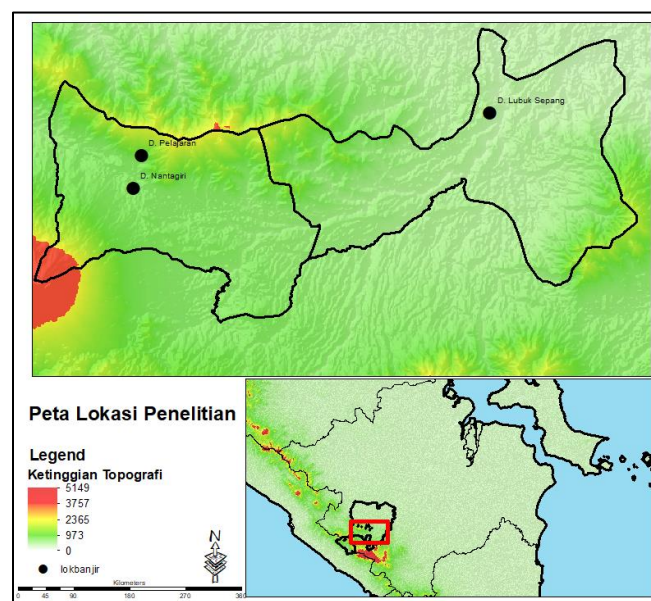 D. Lubuk Sepang
D. Pelajaran
D. Nantagiri
Peta Lokasi Penelitian
Legend
Ketinggian Topografi
5149
3757
2365
973
0
lokbanjir
N
Kilometers
0 45 90 180 270 360